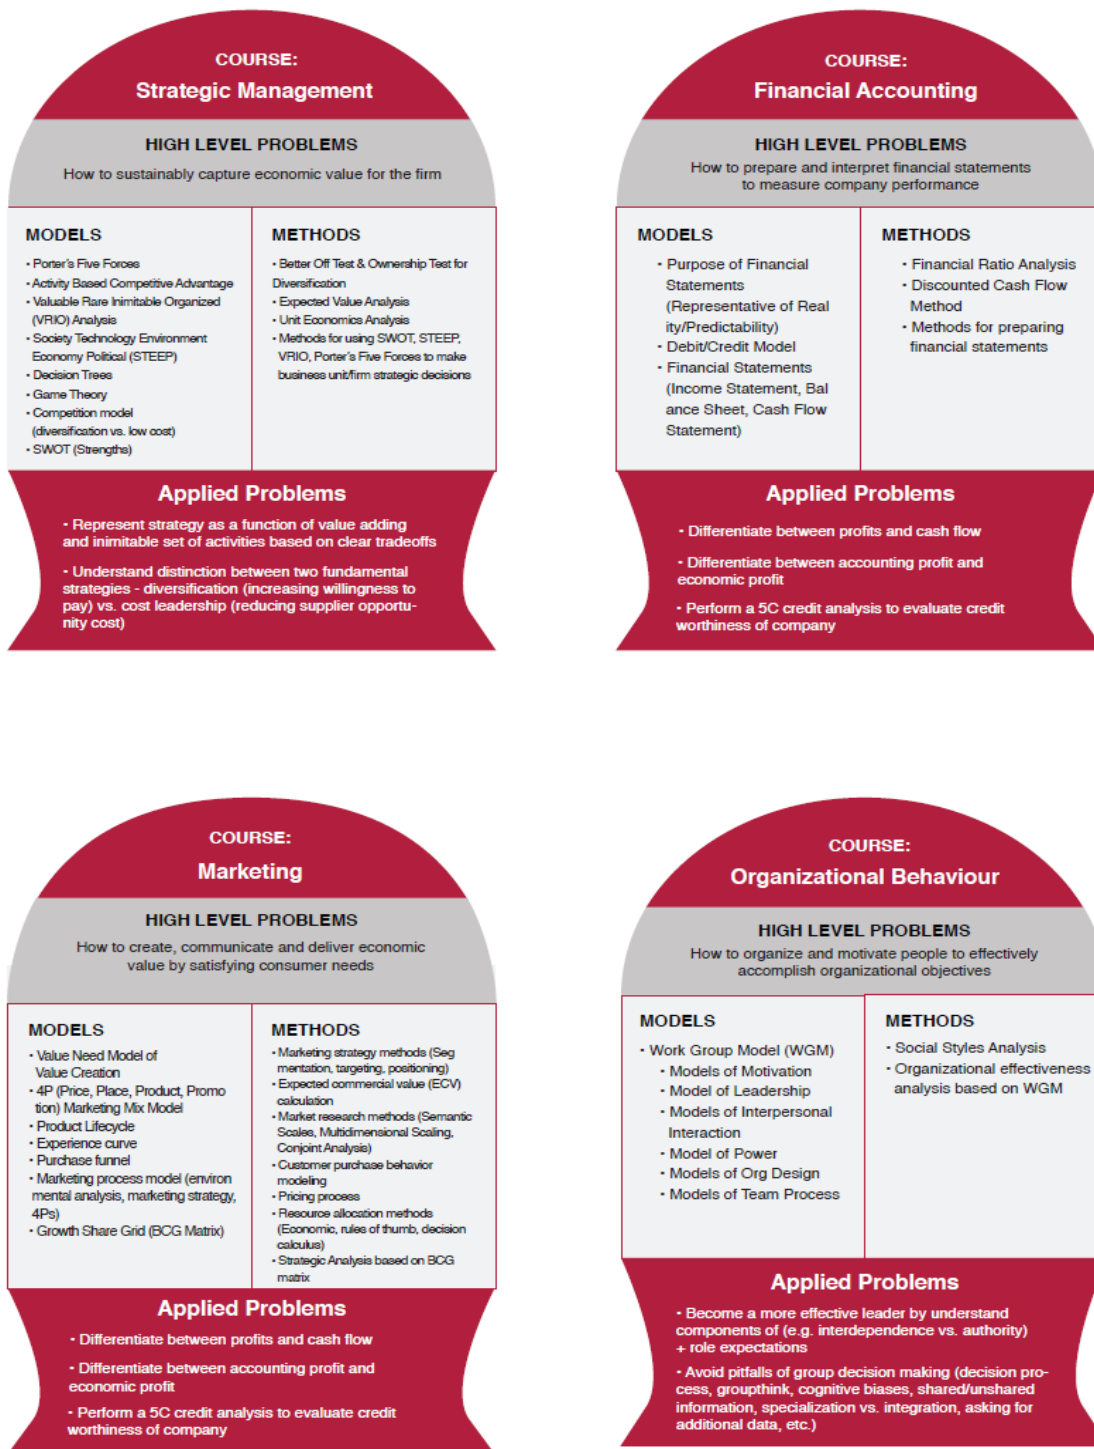 COURSE:
Strategic Management
HIGH LEVEL PROBLEMS
How to sustainably capture economic value for the firm
MODELS
• Porter's Five Forces
• Activity Based Competitive Advantage
• Valuable Rare Inimitable Organized
(VRIO) Analysis
• Society Technology Environment
Economy Political (STEEP)
• Decision Trees
• Game Theory
• Competition model
(diversification vs. low cost)
• SWOT (Strengths)
METHODS
• Better Off Test & Ownership Test for
Diversification
• Expected Value Analysis
• Unit Economics Analysis
• Methods for using SWOT, STEEP,
VRIO, Porter's Five Forces to make
business unit/firm strategic decisions
Applied Problems
• Represent strategy as a function of value adding
and inimitable set of activities based on clear tradeoffs
• Understand distinction between two fundamental
strategies - diversification (increasing willingness to
pay) vs. cost leadership (reducing supplier opportu-
nity cost)
COURSE:
Financial Accounting
HIGH LEVEL PROBLEMS
How to prepare and interpret financial statements
to measure company performance
MODELS
• Purpose of Financial
Statements
(Representative of Real
ity/Predictability)
• Debit/Credit Model
• Financial Statements
(Income Statement, Bal
ance Sheet, Cash Flow
Statement)
METHODS
• Financial Ratio Analysis
• Discounted Cash Flow
Method
• Methods for preparing
financial statements
Applied Problems
• Differentiate between profits and cash flow
• Differentiate between accounting profit and
economic profit
• Perform a 5C credit analysis to evaluate credit
worthiness of company
COURSE:
Marketing
HIGH LEVEL PROBLEMS
How to create, communicate and deliver economic
value by satisfying consumer needs
MODELS
• Value Need Model of
Value Creation
• 4P (Price, Place, Product, Promo
tion) Marketing Mix Model
• Product Lifecycle
• Experience curve
• Purchase funnel
• Marketing process model (environ
mental analysis, marketing strategy,
4Ps)
• Growth Share Grid (BCG Matrix)
METHODS
• Marketing strategy methods (Seg
mentation, targeting, positioning)
• Expected commercial value (ECV)
calculation
• Market research methods (Semantic
Scales, Multidimensional Scaling,
Conjoint Analysis)
• Customer purchase behavior
modeling
• Pricing process
• Resource allocation methods
(Economic, rules of thumb, decision
calculus)
• Strategic Analysis based on BCG
matrix
Applied Problems
• Differentiate between profits and cash flow
• Differentiate between accounting profit and
economic profit
• Perform a 5C credit analysis to evaluate credit
worthiness of company
COURSE:
Organizational Behaviour
HIGH LEVEL PROBLEMS
How to organize and motivate people to effectively
accomplish organizational objectives
MODELS
• Work Group Model (WGM)
• Models of Motivation
• Model of Leadership
• Models of Interpersonal
Interaction
• Model of Power
• Models of Org Design
• Models of Team Process
METHODS
• Social Styles Analysis
• Organizational effectiveness
analysis based on WGM
Applied Problems
• Become a more effective leader by understand
components of (e.g. interdependence vs. authority)
+ role expectations
• Avoid pitfalls of group decision making (decision pro-
cess, groupthink, cognitive biases, shared/unshared
information, specialization vs. integration, asking for
additional data, etc.)